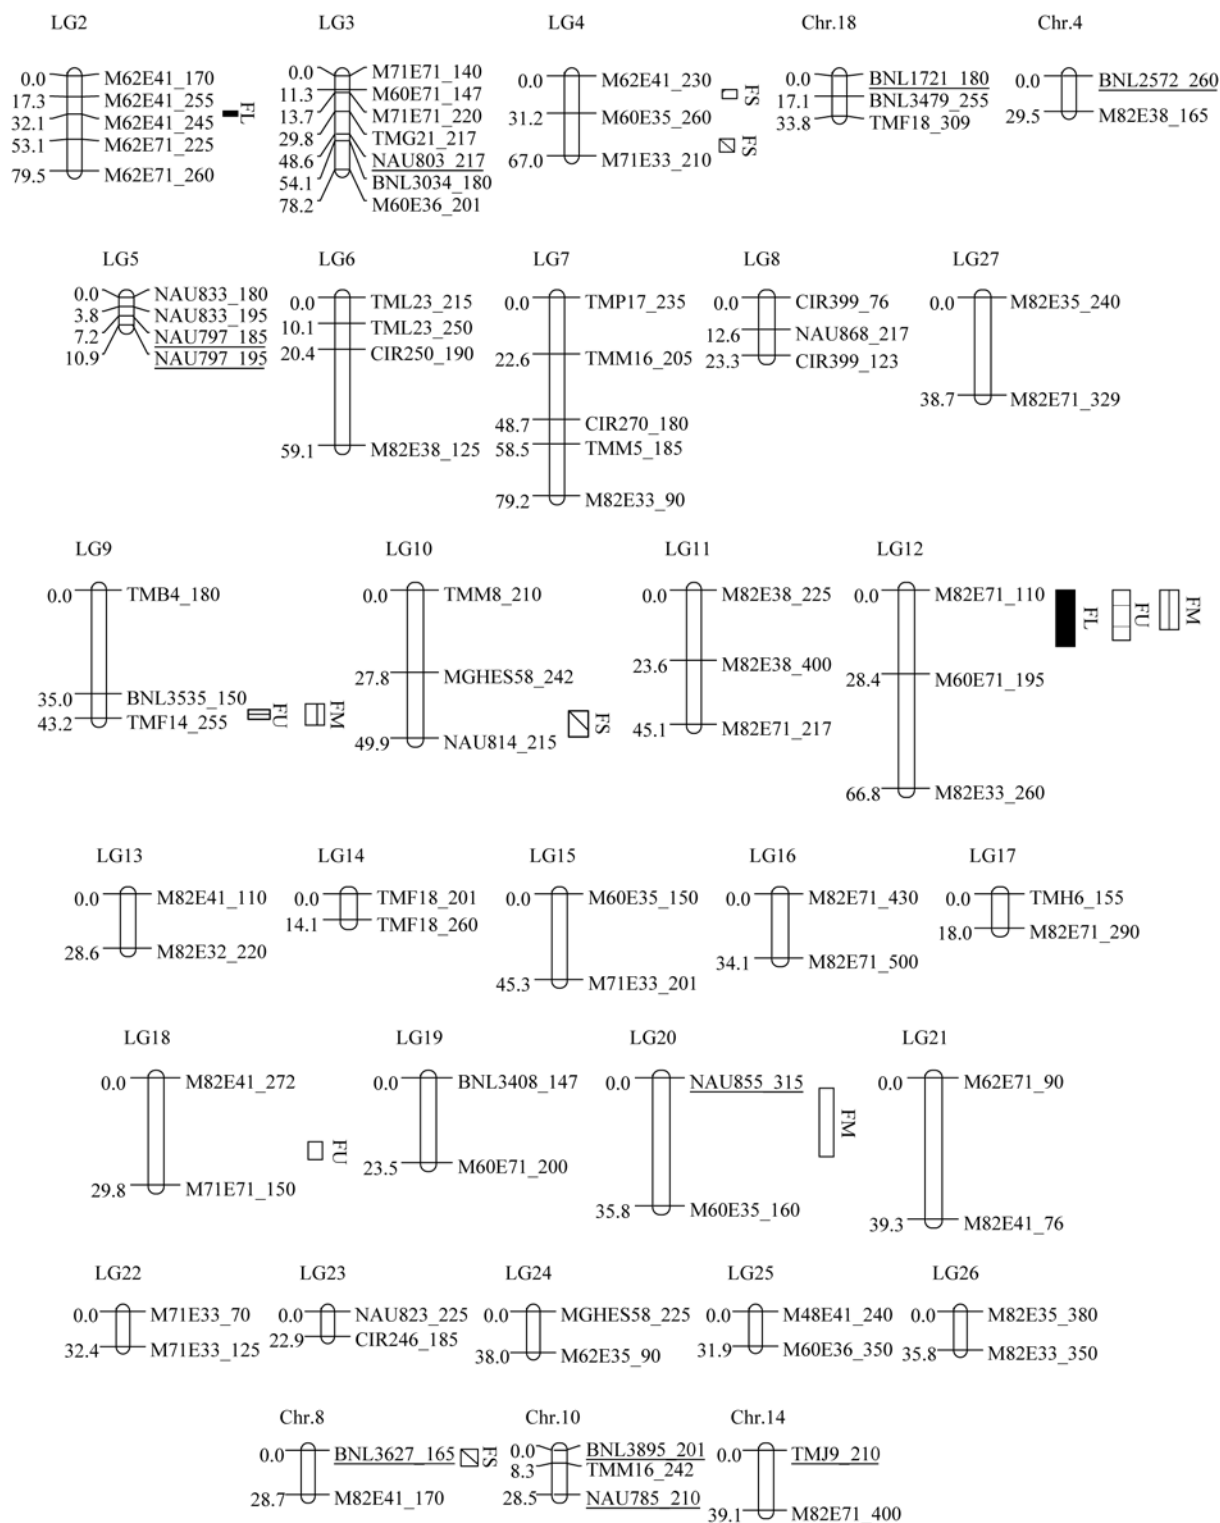 LG2 LG3 LG4 Chr.18 Chr.4
0.0 M62E41_170
17.3 M62E41_255
32.1 M62E41_245
53.1 M62E71_225
79.5 M62E71_260
FL
0.0 M71E71_140
11.3 M60E71_147
13.7 M71E71_220
29.8 TMG21_217
48.6 NAU803_217
54.1 BNL3034_180
78.2 M60E36_201
0.0 M62E41_230
31.2 M60E35_260
67.0 M71E33_210
FS
FS
0.0 BNL1721_180
17.1 BNL3479_255
33.8 TMF18_309
0.0 BNL2572_260
29.5 M82E38_165
LG5 LG6 LG7 LG8 LG27
0.0 NAU833_180
3.8 NAU833_195
7.2 NAU797_185
10.9 NAU797_195
0.0 TML23_215
10.1 TML23_250
20.4 CIR250_190
59.1 M82E38_125
0.0 TMP17_235
22.6 TMM16_205
48.7 CIR270_180
58.5 TMM5_185
79.2 M82E33_90
0.0 CIR399_76
12.6 NAU868_217
23.3 CIR399_123
0.0 M82E35_240
38.7 M82E71_329
LG9 LG10 LG11 LG12
0.0 TMB4_180
35.0 BNL3535_150
43.2 TMF14_255
FU
FM
0.0 TMM8_210
27.8 MGHES58_242
49.9 NAU814_215
FS
0.0 M82E38_225
23.6 M82E38_400
45.1 M82E71_217
0.0 M82E71_110
28.4 M60E71_195
66.8 M82E33_260
FL
FU
FM
LG13 LG14 LG15 LG16 LG17
0.0 M82E41_110
28.6 M82E32_220
0.0 TMF18_201
14.1 TMF18_260
0.0 M60E35_150
45.3 M71E33_201
0.0 M82E71_430
34.1 M82E71_500
0.0 TMH6_155
18.0 M82E71_290
LG18 LG19 LG20 LG21
0.0 M82E41_272
29.8 M71E71_150
FU
0.0 BNL3408_147
23.5 M60E71_200
0.0 NAU855_315
35.8 M60E35_160
FM
0.0 M62E71_90
39.3 M82E41_76
LG22 LG23 LG24 LG25 LG26
0.0 M71E33_70
32.4 M71E33_125
0.0 NAU823_225
22.9 CIR246_185
0.0 MGHES58_225
38.0 M62E35_90
0.0 M48E41_240
31.9 M60E36_350
0.0 M82E35_380
35.8 M82E33_350
Chr.8 Chr.10 Chr.14
0.0 BNL3627_165
28.7 M82E41_170
FS
0.0 BNL3895_201
8.3 TMM16_242
28.5 NAU785_210
0.0 TMJ9_210
39.1 M82E71_400